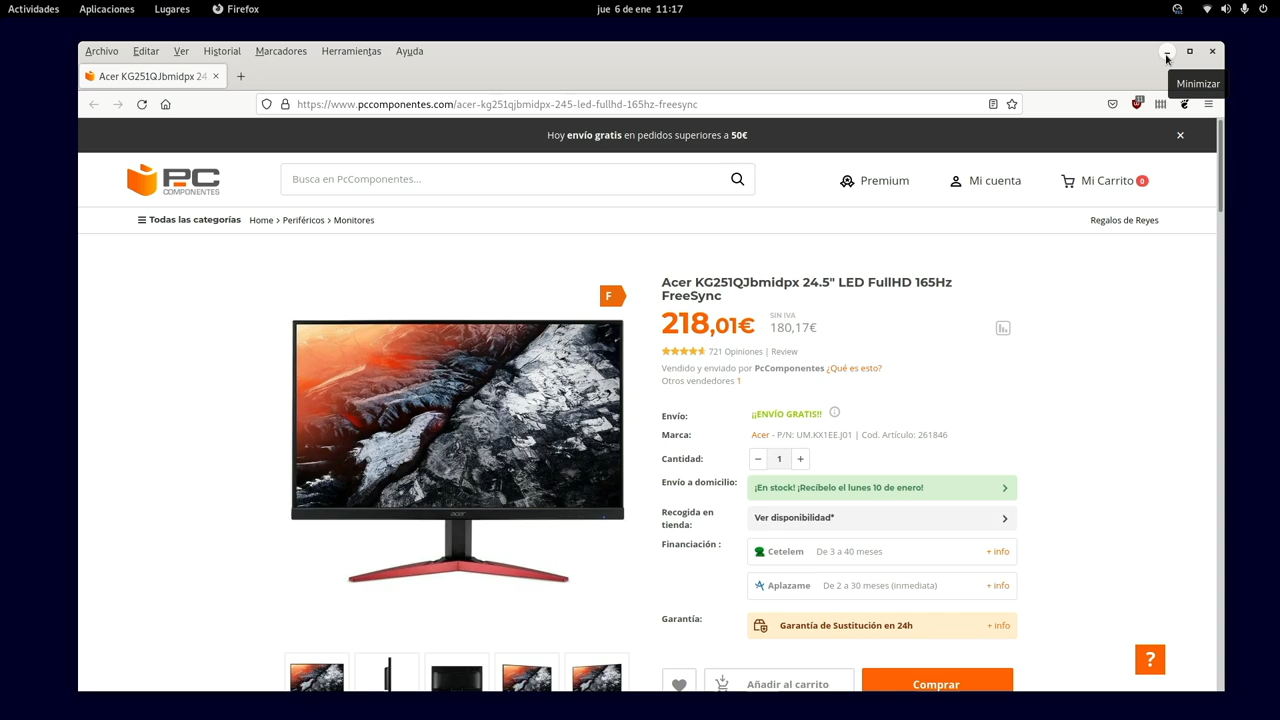 Actividades Aplicaciones Lugares Firefox jue 6 de ene 11:17
Archivo Editar Ver Historial Marcadores Herramientas Ayuda
Acer KG251QJbmidpx 24
Minimizar
https://www.pccomponentes.com/acer-kg251qjbmidpx-245-led-fullhd-165hz-freesync
11
Hoy envío gratis en pedidos superiores a 50€
PC COMPONENTES
Busca en PcComponentes...
Premium Mi cuenta Mi Carrito 0
Todas las categorías Home > Periféricos > Monitores Regalos de Reyes
F
Acer KG251QJbmidpx 24.5" LED FullHD 165Hz
FreeSync
218,01€ SIN IVA 180,17€
721 Opiniones | Review
Vendido y enviado por PcComponentes ¿Qué es esto?
Otros vendedores 1
Envío: ¡¡ENVÍO GRATIS!!
Marca: Acer - P/N: UM.KX1EE.J01 | Cod. Artículo: 261846
Cantidad: − 1 +
Envío a domicilio: ¡En stock! ¡Recíbelo el lunes 10 de enero!
Recogida en
tienda: Ver disponibilidad*
Financiación : Cetelem De 3 a 40 meses + info
Aplazame De 2 a 30 meses (inmediata) + info
Garantía: Garantía de Sustitución en 24h + info
acer
?
Añadir al carrito Comprar